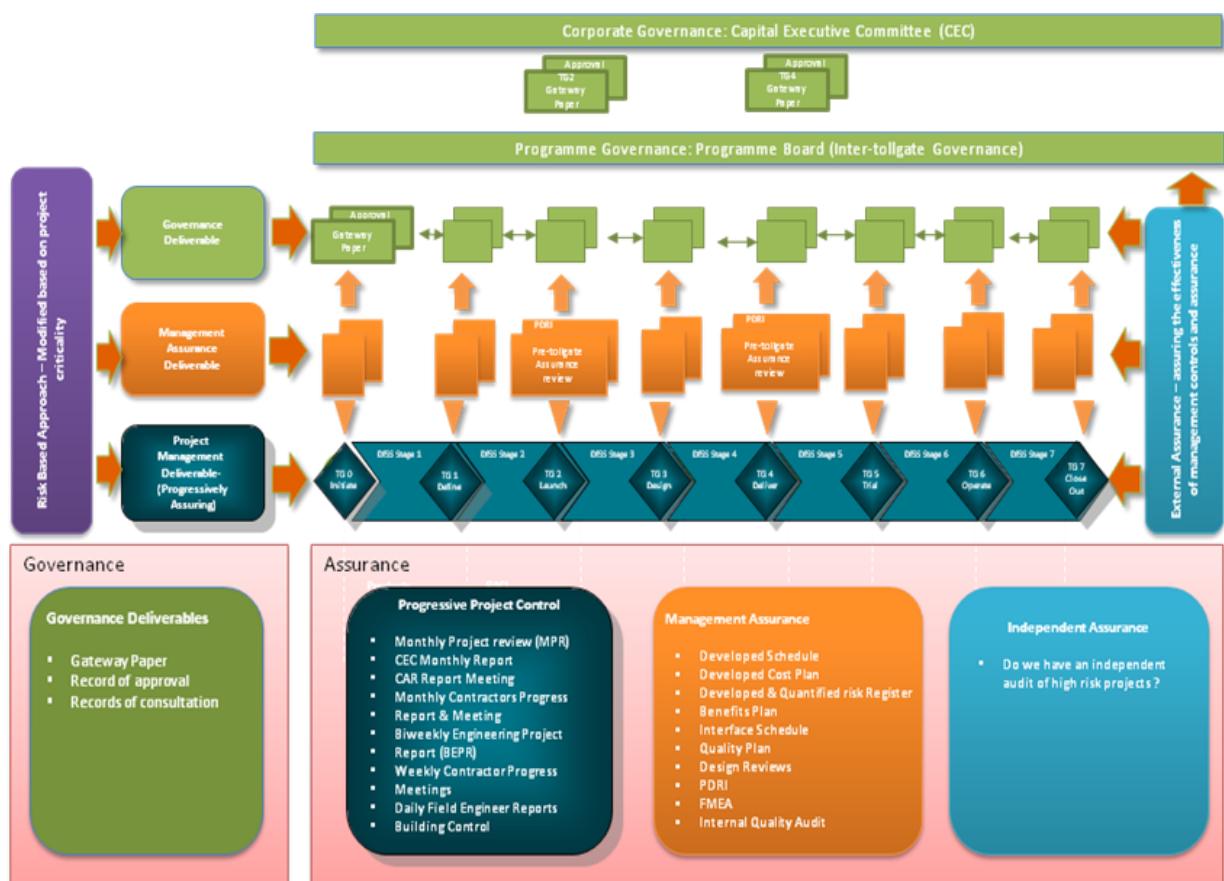 Corporate Governance: Capital Executive Committee (CEC)
Approval
TG2
Gateway
Paper
Approval
TG4
Gateway
Paper
Programme Governance: Programme Board (Inter-tollgate Governance)
Risk Based Approach – Modified based on project
criticality
Governance
Deliverable
Approval
Gateway
Paper
Management
Assurance
Deliverable
PDRI
Pre-tollgate
Assurance
review
PDRI
Pre-tollgate
Assurance
review
Project
Management
Deliverable-
(Progressively
Assuring)
TG 0
Initiate
Stage 1
TG 1
Define
Stage 2
TG 2
Launch
Stage 3
TG 3
Design
Stage 4
TG 4
Deliver
Stage 5
TG 5
Trial
Stage 6
TG 6
Operate
Stage 7
TG 7
Close
Out
External Assurance – assuring the effectiveness
of management controls and assurance
Governance
Governance Deliverables
▪ Gateway Paper
▪ Record of approval
▪ Records of consultation
Assurance
Progressive Project Control
▪ Monthly Project review (MPR)
▪ CEC Monthly Report
▪ CAR Report Meeting
▪ Monthly Contractors Progress
▪ Report & Meeting
▪ Biweekly Engineering Project
▪ Report (BEPR)
▪ Weekly Contractor Progress
▪ Meetings
▪ Daily Field Engineer Reports
▪ Building Control
Management Assurance
▪ Developed Schedule
▪ Developed Cost Plan
▪ Developed & Quantified risk Register
▪ Benefits Plan
▪ Interface Schedule
▪ Quality Plan
▪ Design Reviews
▪ PDRI
▪ FMEA
▪ Internal Quality Audit
Independent Assurance
▪ Do we have an independent
audit of high risk projects ?